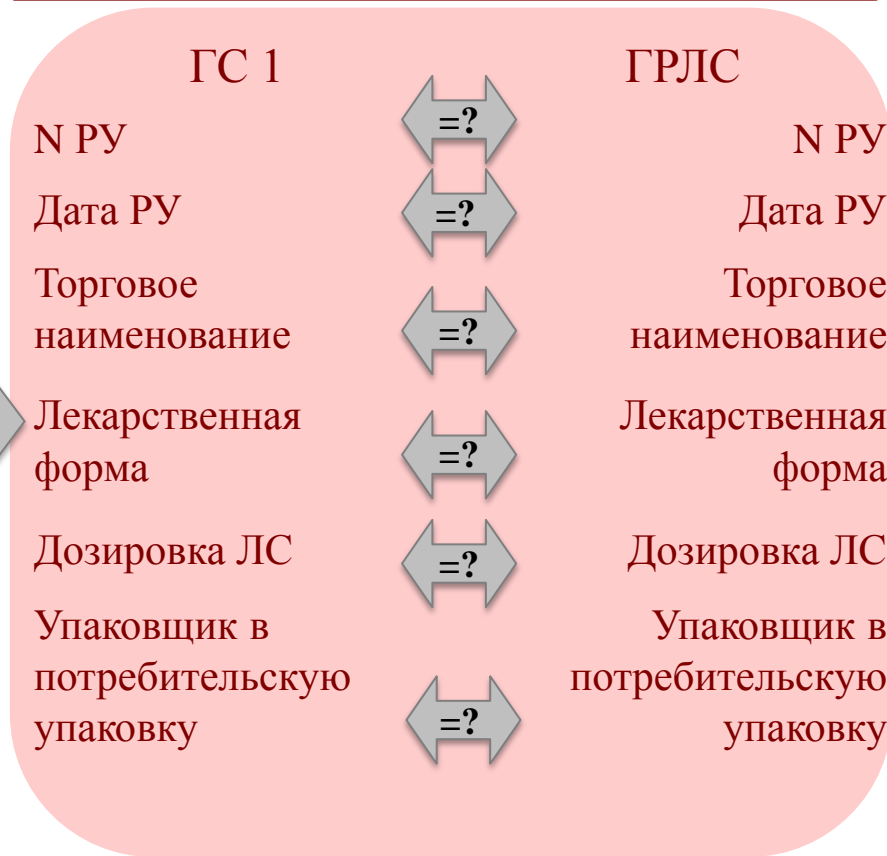 ГС 1
ГРЛС
N РУ
=?
N РУ
Дата РУ
=?
Дата РУ
Торговое
наименование
=?
Торговое
наименование
Лекарственная
форма
=?
Лекарственная
форма
Дозировка ЛС
=?
Дозировка ЛС
Упаковщик в
потребительскую
упаковку
=?
Упаковщик в
потребительскую
упаковку